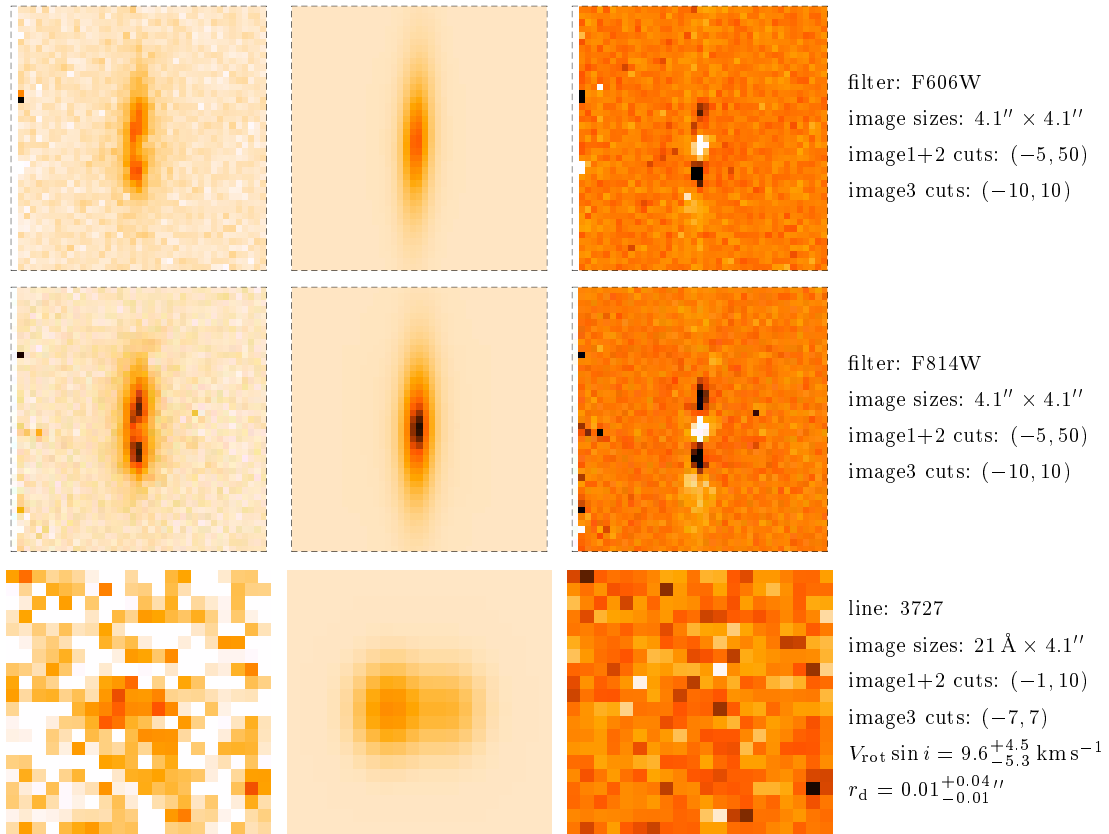 filter: F606W
image sizes: 4.1′′ × 4.1′′
image1+2 cuts: (−5, 50)
image3 cuts: (−10, 10)
filter: F814W
image sizes: 4.1′′ × 4.1′′
image1+2 cuts: (−5, 50)
image3 cuts: (−10, 10)
line: 3727
image sizes: 21 Å × 4.1′′
image1+2 cuts: (−1, 10)
image3 cuts: (−7, 7)
V_rot sin i = 9.6^{+4.5}_{−5.3} km s^{−1}
r_d = 0.01^{+0.04}_{−0.01}′′